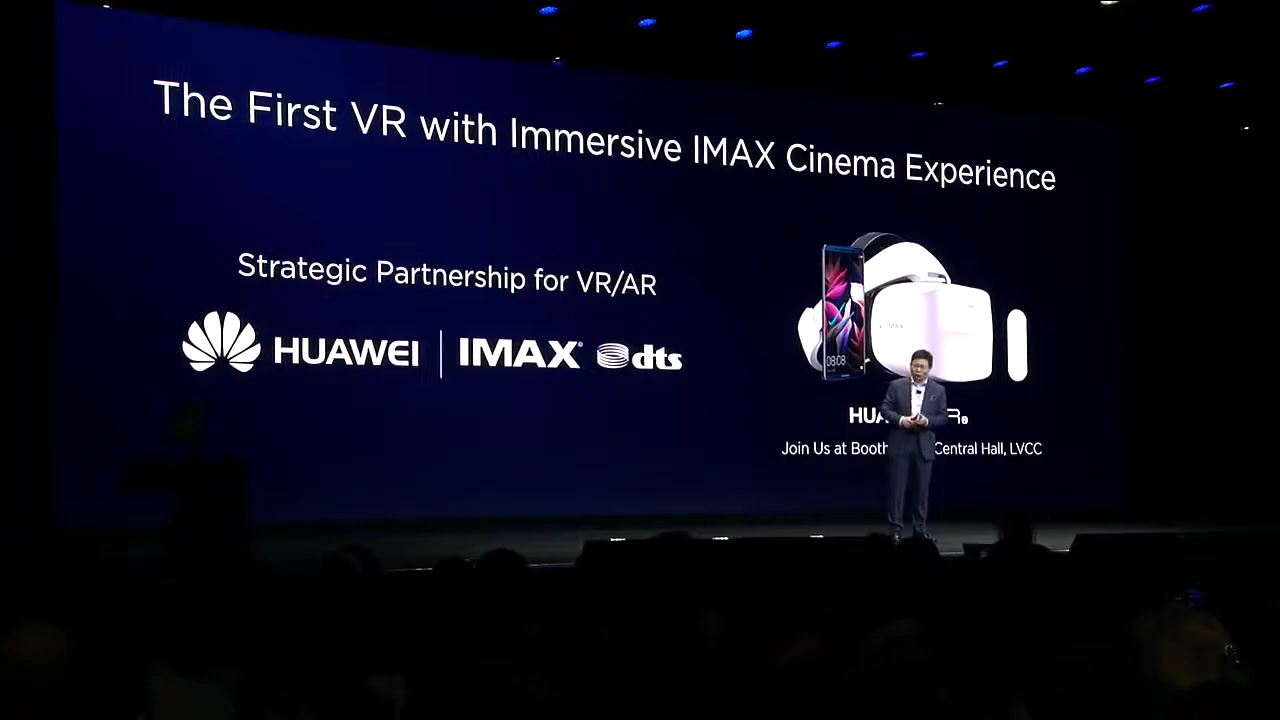 The First VR with Immersive IMAX Cinema Experience
Strategic Partnership for VR/AR
HUAWEI IMAX® dts
08:08
IMAX
Join Us at Central Hall, LVCC